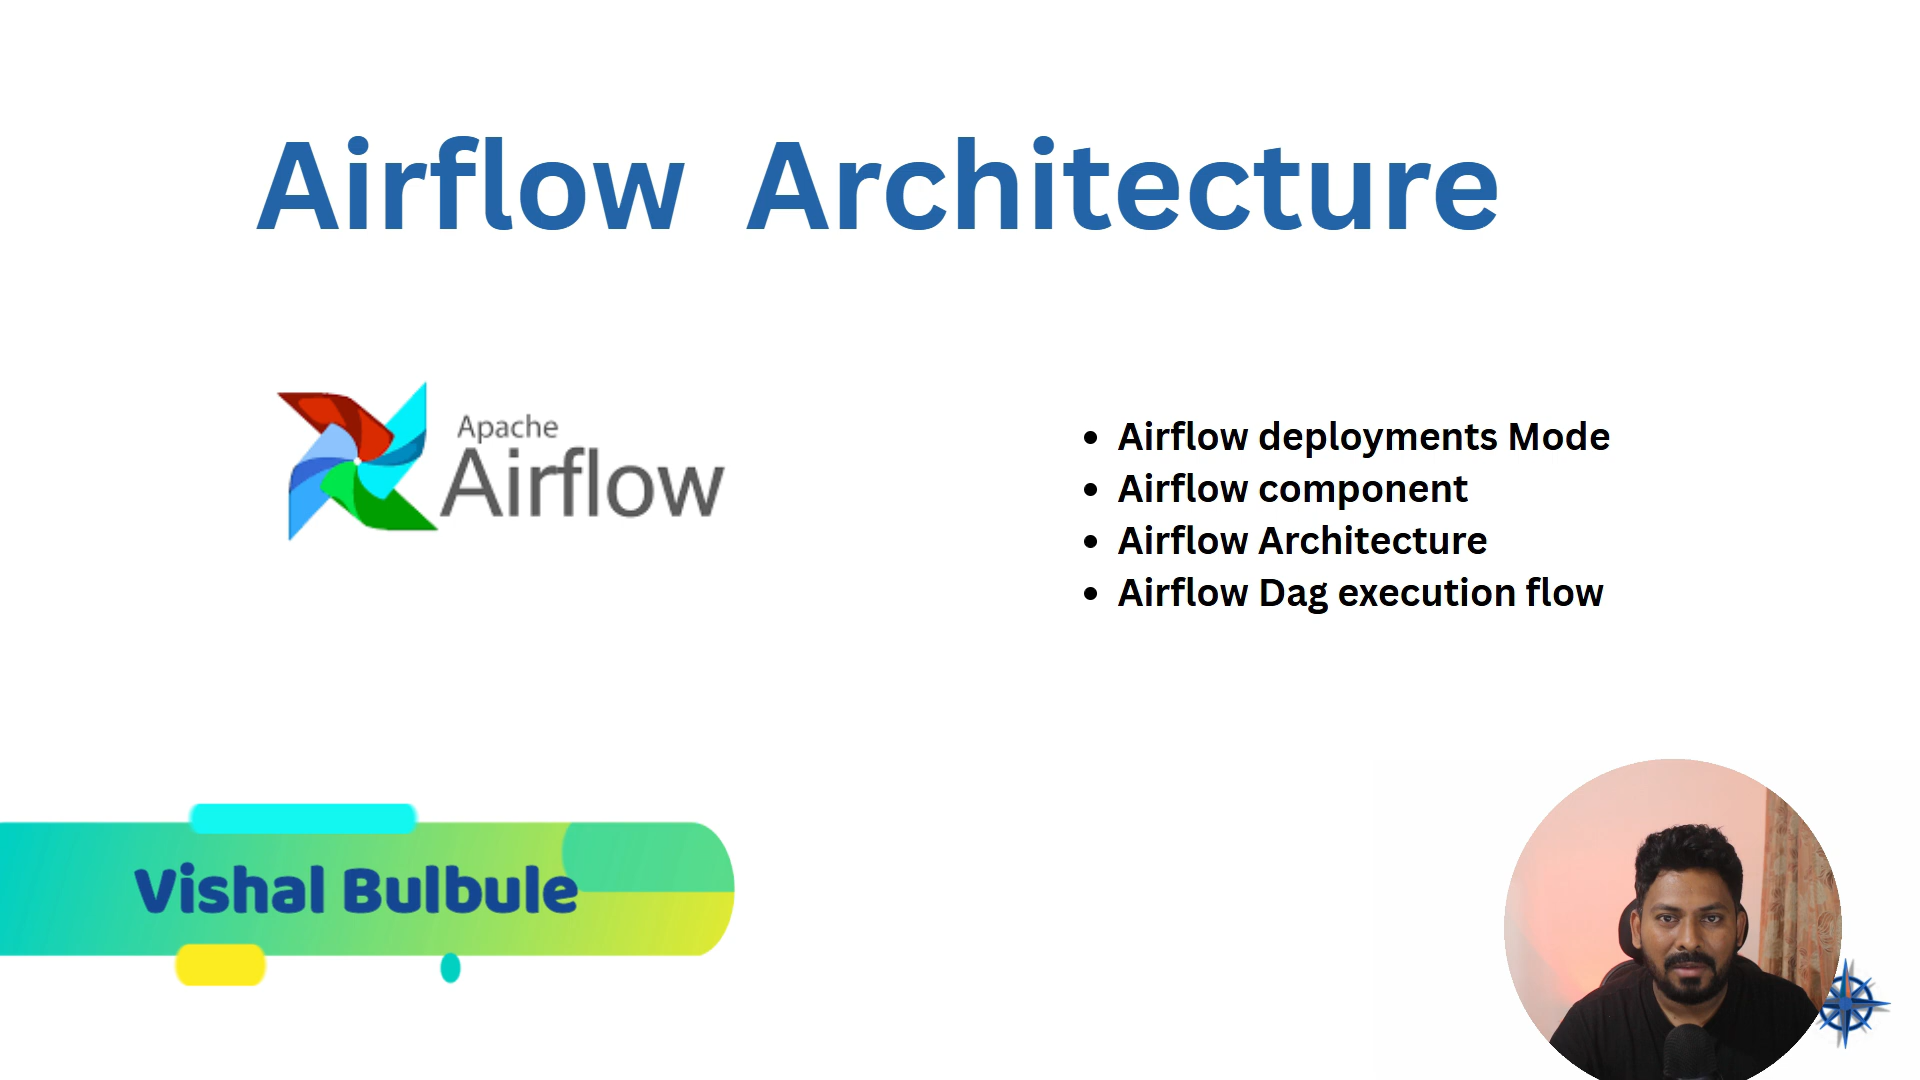 Airflow Architecture
Apache
Airflow
• Airflow deployments Mode
• Airflow component
• Airflow Architecture
• Airflow Dag execution flow
Vishal Bulbule